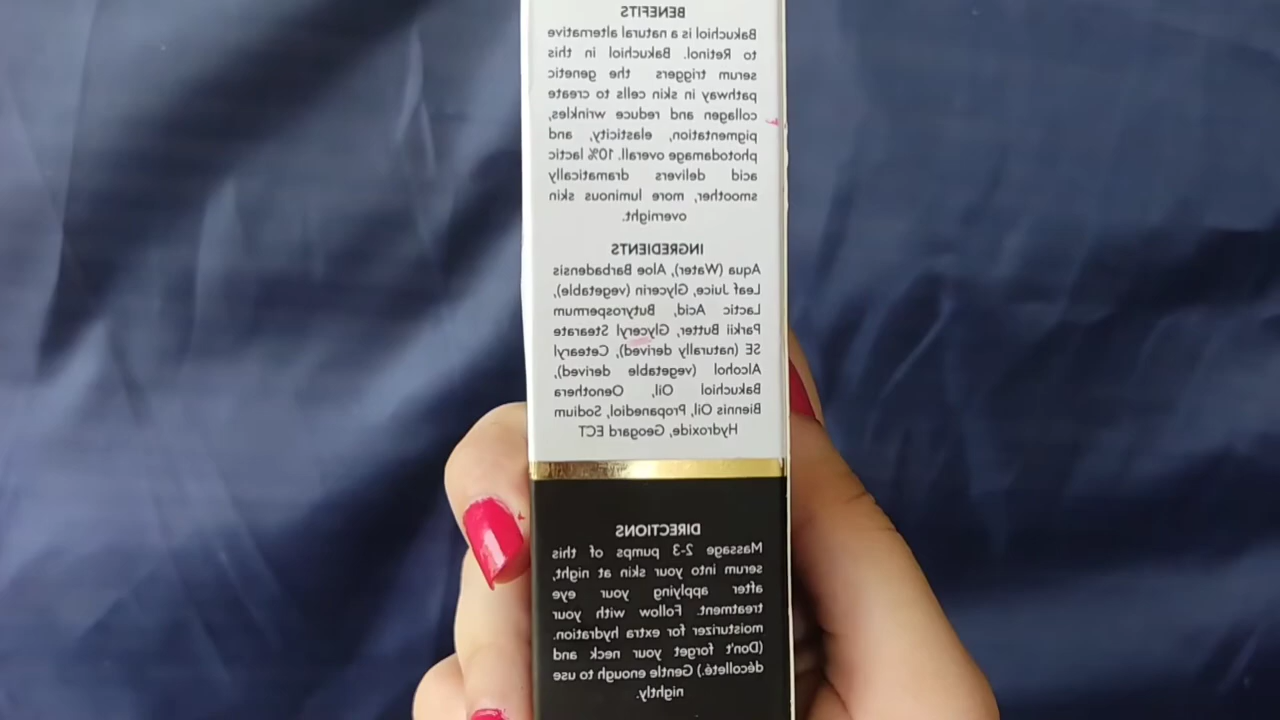 BENEFITS
Bakuchiol is a natural alternative
to Retinol. Bakuchiol in this
serum triggers the genetic
pathway in skin cells to create
collagen and reduce wrinkles,
pigmentation, elasticity, and
photodamage overall. 10% lactic
acid delivers dramatically
smoother, more luminous skin
overnight.
INGREDIENTS
Aqua (Water), Aloe Barbadensis
Leaf Juice, Glycerin (vegetable),
Lactic Acid, Butyrospermum
Parkii Butter, Glyceryl Stearate
SE (naturally derived), Cetearyl
Alcohol (vegetable derived),
Bakuchiol Oil, Oenothera
Biennis Oil, Propanediol, Sodium
Hydroxide, Geogard ECT
DIRECTIONS
Massage 2-3 pumps of this
serum into your skin at night,
after applying your eye
treatment. Follow with your
moisturizer for extra hydration.
(Don't forget your neck and
décolleté.) Gentle enough to use
nightly.